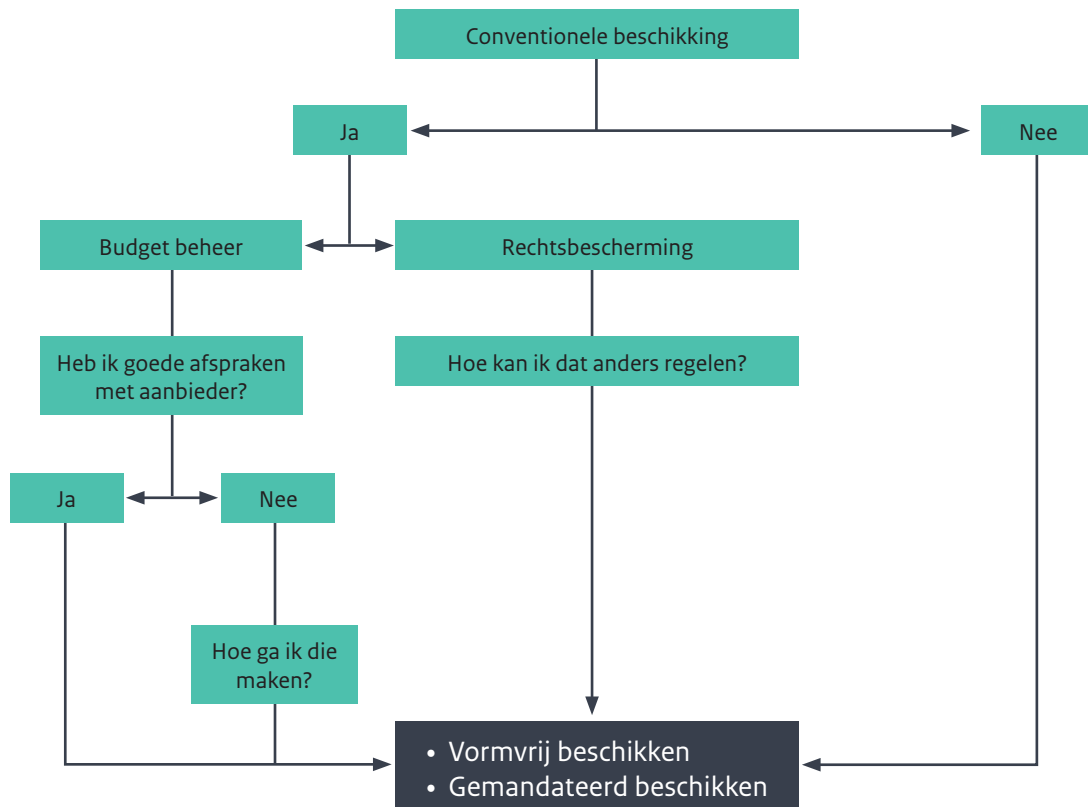 Conventionele beschikking
Ja
Nee
Budget beheer
Rechtsbescherming
Heb ik goede afspraken
met aanbieder?
Hoe kan ik dat anders regelen?
Ja
Nee
Hoe ga ik die
maken?
• Vormvrij beschikken
• Gemandateerd beschikken